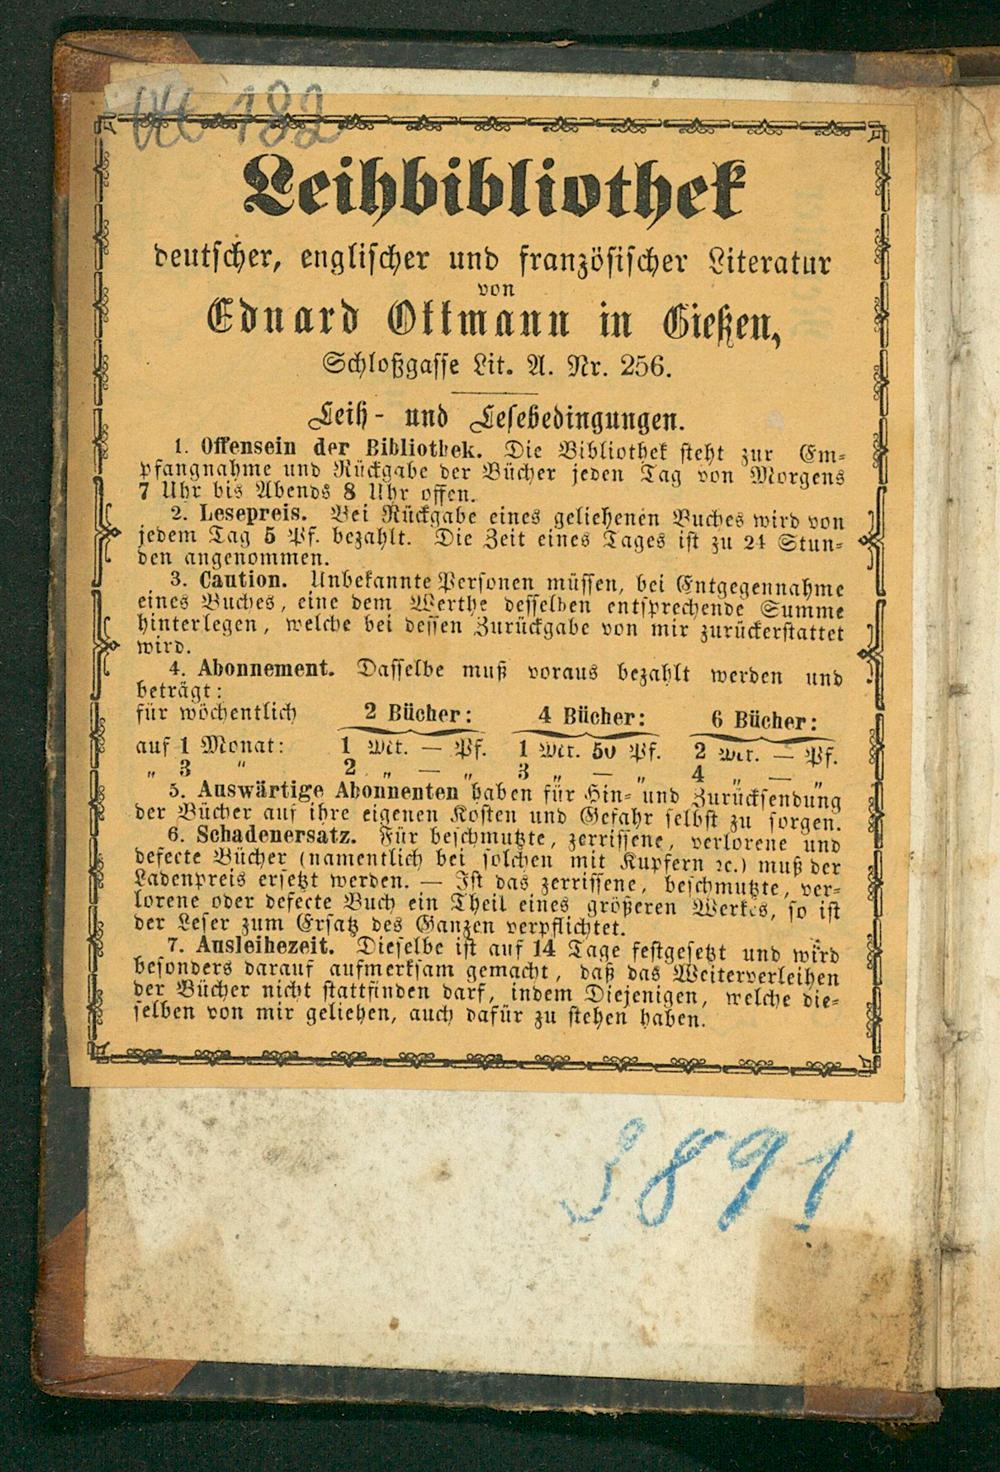 Ott 182
Leihbibliothek
deutscher, englischer und französischer Literatur
von
Eduard Ottmann in Gießen,
Schloßgasse Lit. A. Nr. 256.
Leih- und Lesebedingungen.
1. Offensein der Bibliothek. Die Bibliothek steht zur Em-
pfangnahme und Rückgabe der Bücher jeden Tag von Morgens
7 Uhr bis Abends 8 Uhr offen.
2. Lesepreis. Bei Rückgabe eines geliehenen Buches wird von
jedem Tag 5 Pf. bezahlt. Die Zeit eines Tages ist zu 24 Stun-
den angenommen.
3. Caution. Unbekannte Personen müssen, bei Entgegennahme
eines Buches, eine dem Werthe desselben entsprechende Summe
hinterlegen, welche bei dessen Zurückgabe von mir zurückerstattet
wird.
4. Abonnement. Dasselbe muß voraus bezahlt werden und
beträgt:
für wöchentlich 2 Bücher: 4 Bücher: 6 Bücher:
auf 1 Monat: 1 Mk. — Pf. 1 Mk. 50 Pf. 2 Mk. — Pf.
„ 3 „ 2 „ — „ 3 „ — „ 4 „ — „
5. Auswärtige Abonnenten haben für Hin- und Zurücksendung
der Bücher auf ihre eigenen Kosten und Gefahr selbst zu sorgen.
6. Schadenersatz. Für beschmutzte, zerrissene, verlorene und
defecte Bücher (namentlich bei solchen mit Kupfern ꝛc.) muß der
Ladenpreis ersetzt werden. — Ist das zerrissene, beschmutzte, ver-
lorene oder defecte Buch ein Theil eines größeren Werkes, so ist
der Leser zum Ersatz des Ganzen verpflichtet.
7. Ausleihezeit. Dieselbe ist auf 14 Tage festgesetzt und wird
besonders darauf aufmerksam gemacht, daß das Weiterverleihen
der Bücher nicht stattfinden darf, indem Diejenigen, welche die-
selben von mir geliehen, auch dafür zu stehen haben.
3891